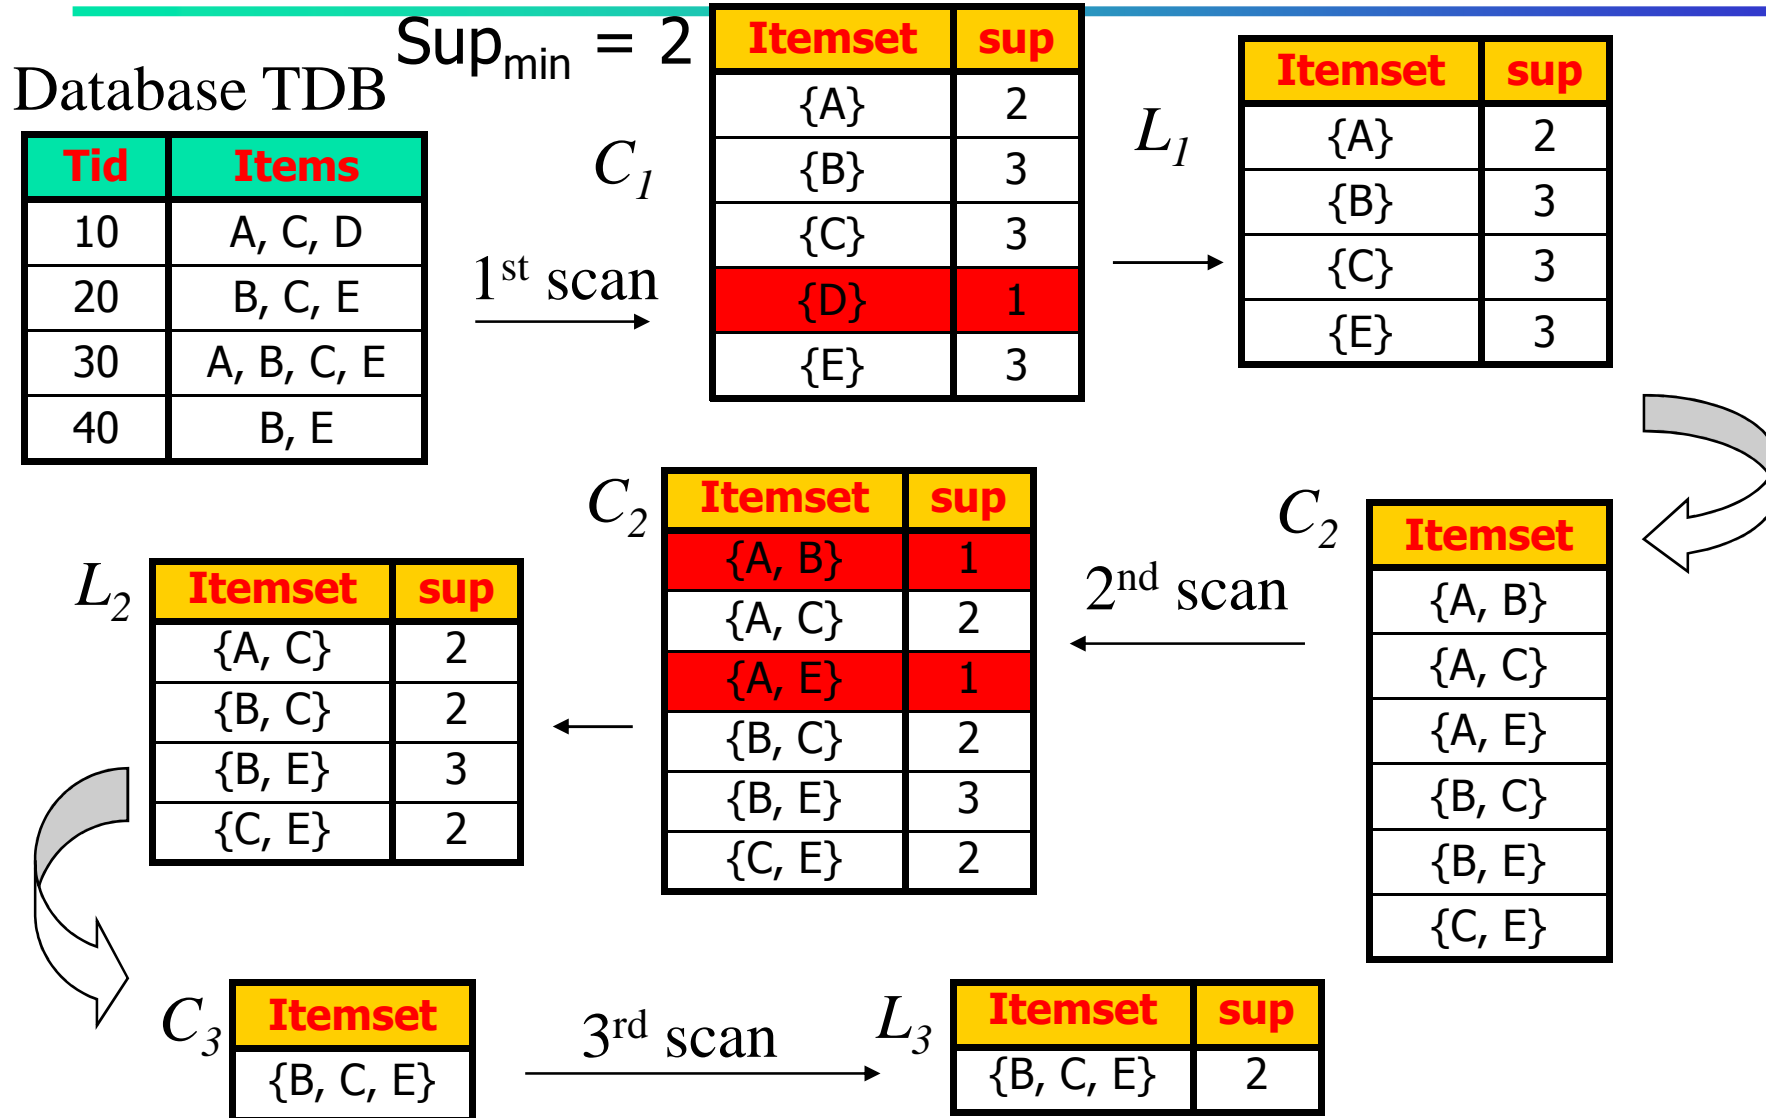 Sup_min = 2
Database TDB
Tid Items
10 A, C, D
20 B, C, E
30 A, B, C, E
40 B, E
1st scan
C1
Itemset sup
{A} 2
{B} 3
{C} 3
{D} 1
{E} 3
L1
Itemset sup
{A} 2
{B} 3
{C} 3
{E} 3
C2
Itemset
{A, B}
{A, C}
{A, E}
{B, C}
{B, E}
{C, E}
2nd scan
C2
Itemset sup
{A, B} 1
{A, C} 2
{A, E} 1
{B, C} 2
{B, E} 3
{C, E} 2
L2
Itemset sup
{A, C} 2
{B, C} 2
{B, E} 3
{C, E} 2
C3
Itemset
{B, C, E}
3rd scan
L3
Itemset sup
{B, C, E} 2